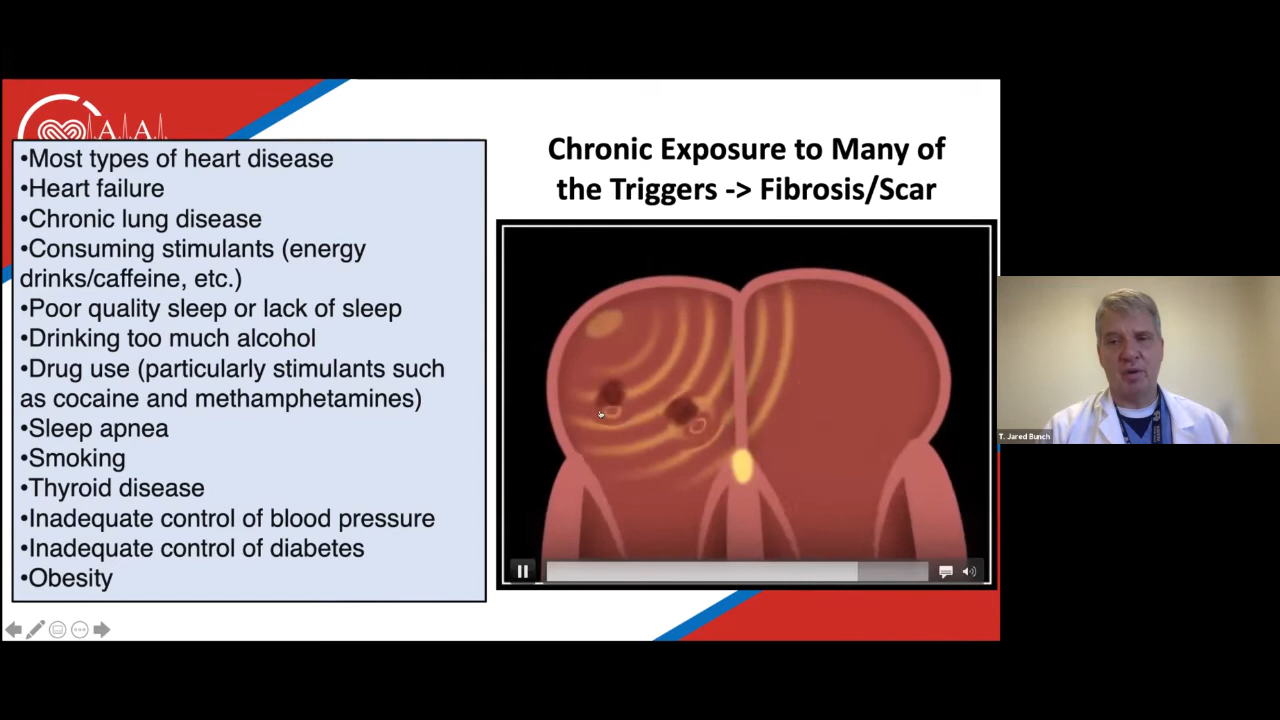 A A
•Most types of heart disease
•Heart failure
•Chronic lung disease
•Consuming stimulants (energy
drinks/caffeine, etc.)
•Poor quality sleep or lack of sleep
•Drinking too much alcohol
•Drug use (particularly stimulants such
as cocaine and methamphetamines)
•Sleep apnea
•Smoking
•Thyroid disease
•Inadequate control of blood pressure
•Inadequate control of diabetes
•Obesity
Chronic Exposure to Many of
the Triggers -> Fibrosis/Scar
T. Jared Bunch